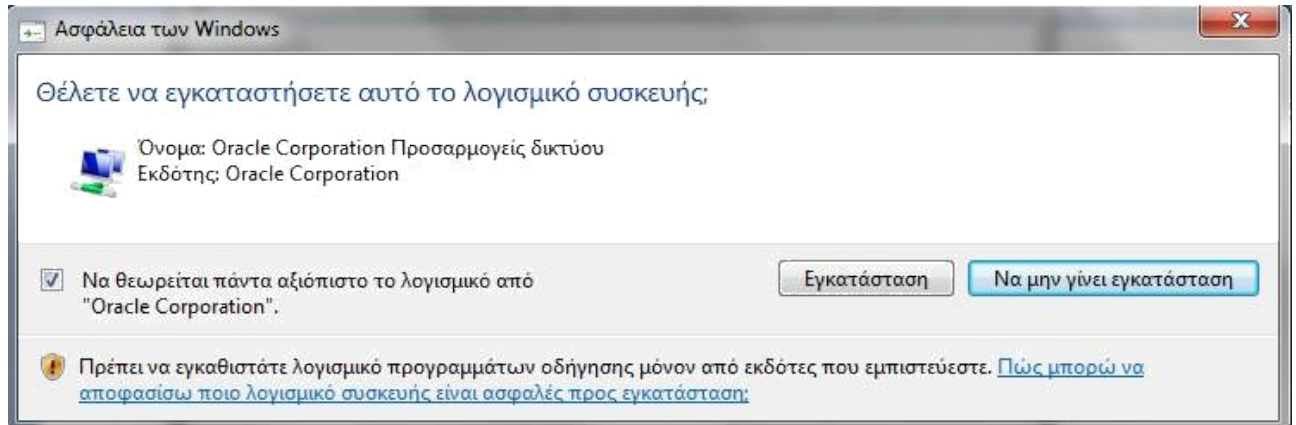 Ασφάλεια των Windows
Θέλετε να εγκαταστήσετε αυτό το λογισμικό συσκευής;
Όνομα: Oracle Corporation Προσαρμογείς δικτύου
Εκδότης: Oracle Corporation
Να θεωρείται πάντα αξιόπιστο το λογισμικό από
"Oracle Corporation".
Εγκατάσταση
Να μην γίνει εγκατάσταση
Πρέπει να εγκαθιστάτε λογισμικό προγραμμάτων οδήγησης μόνον από εκδότες που εμπιστεύεστε. Πώς μπορώ να
αποφασίσω ποιο λογισμικό συσκευής είναι ασφαλές προς εγκατάσταση;